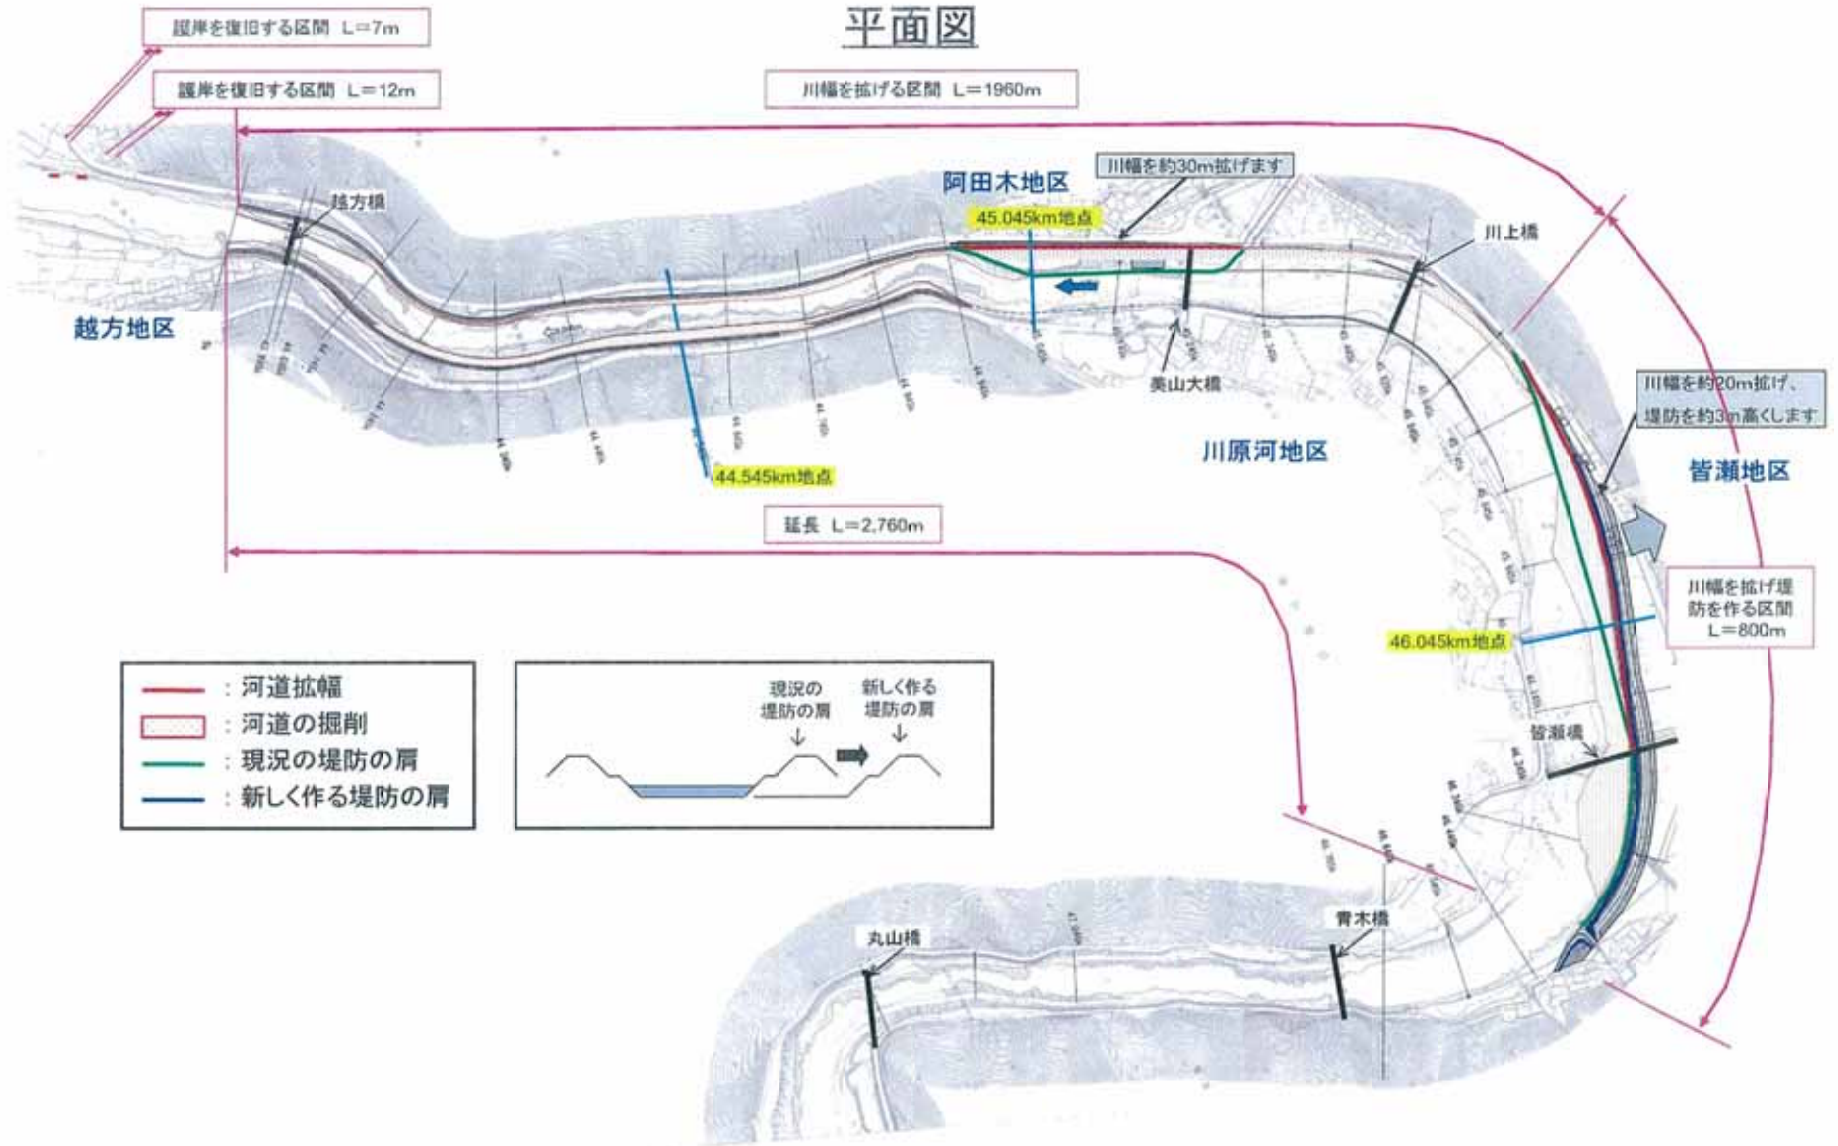 平面図
護岸を復旧する区間 L=7m
護岸を復旧する区間 L=12m
川幅を拡げる区間 L=1960m
川幅を約30m拡げます
阿田木地区
45.045km地点
越方橋
川上橋
越方地区
美山大橋
川幅を約20m拡げ、
堤防を約3m高くします
川原河地区
皆瀬地区
44.545km地点
延長 L=2,760m
川幅を拡げ堤
防を作る区間
L=800m
46.045km地点
皆瀬橋
:河道拡幅
:河道の掘削
:現況の堤防の肩
:新しく作る堤防の肩
現況の
堤防の肩
新しく作る
堤防の肩
丸山橋
青木橋